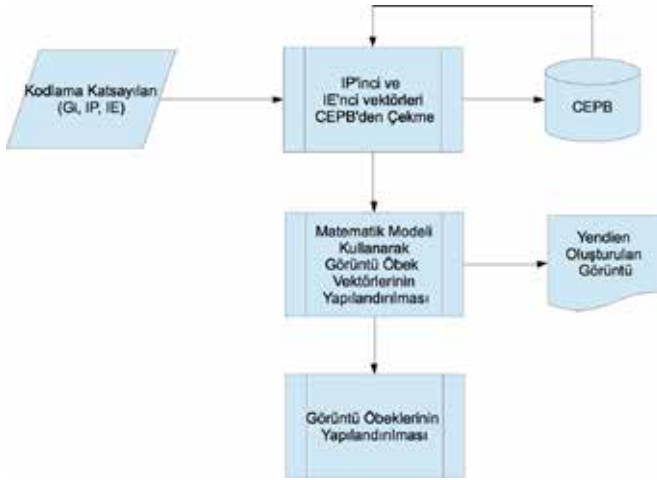 Kodlama Katsayıları
(Gi, IP, IE)
IP'inci ve
IE'nci vektörleri
CEPB'den Çekme
CEPB
Matematik Modeli
Kullanarak
Görüntü Öbek
Vektörlerinin
Yapılandırılması
Yendien
Oluşturulan
Görüntü
Görüntü Öbeklerinin
Yapılandırılması